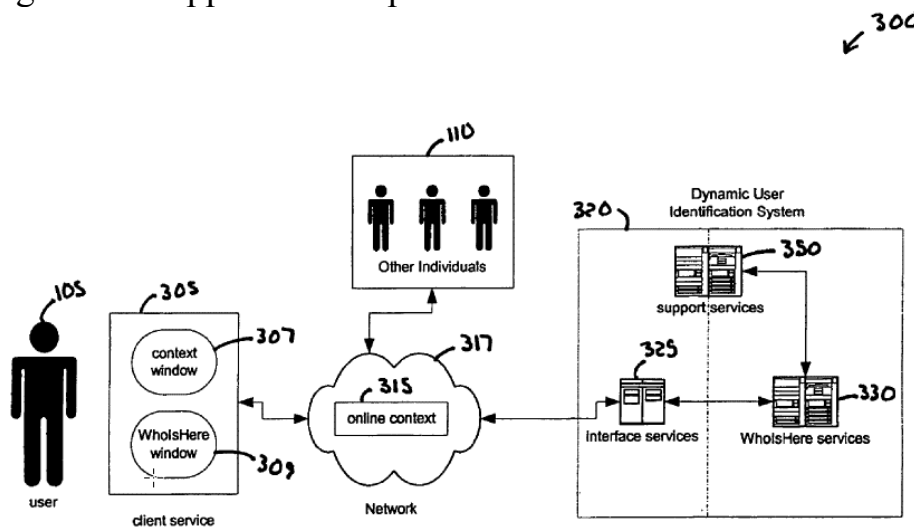 300
110
Other Individuals
Dynamic User
Identification System
320
350
support services
105
305
307
context
window
317
315
online context
325
330
interface services
WhoIsHere services
WhoIsHere
window
309
user
client service
Network